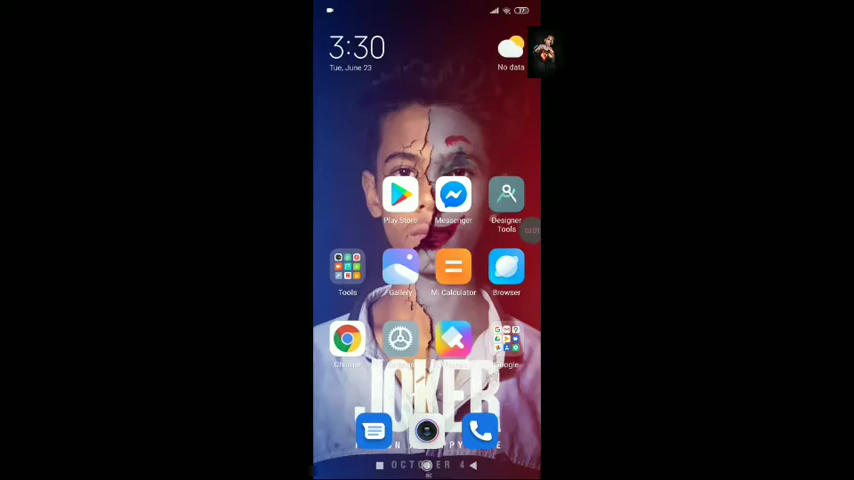 3:30
Tue, June 23
No data
Play Store
Messenger
Designer
Tools
Tools
Gallery
Mi Calculator
Browser
Google
JOKER
OCTOBER 4